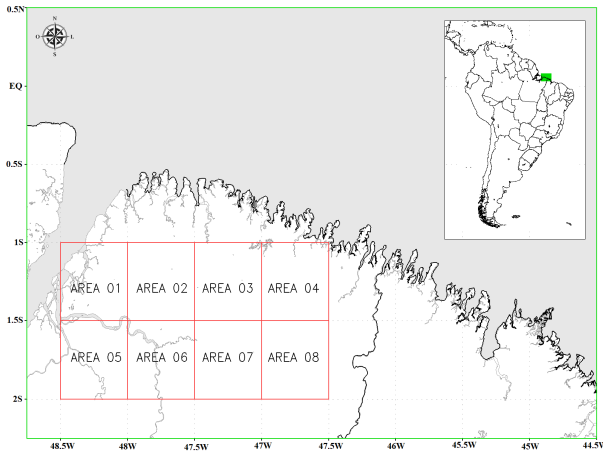 0.5N
N
O L
S
EQ
0.5S
1S
AREA 01 AREA 02 AREA 03 AREA 04
1.5S
AREA 05 AREA 06 AREA 07 AREA 08
2S
48.5W 48W 47.5W 47W 46.5W 46W 45.5W 45W 44.5W